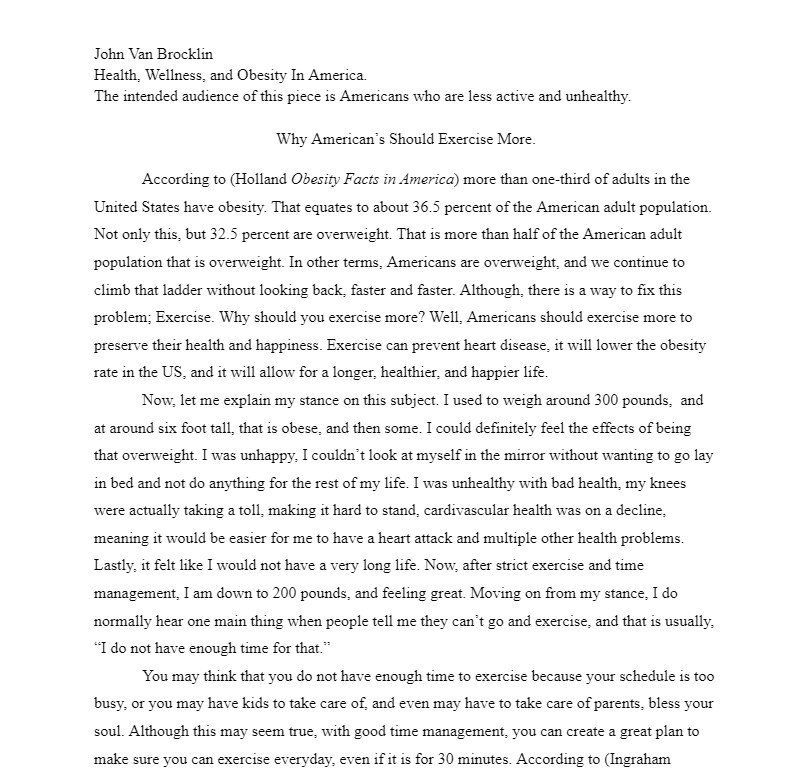 John Van Brocklin
Health, Wellness, and Obesity In America.
The intended audience of this piece is Americans who are less active and unhealthy.
Why American’s Should Exercise More.
According to (Holland Obesity Facts in America) more than one-third of adults in the
United States have obesity. That equates to about 36.5 percent of the American adult population.
Not only this, but 32.5 percent are overweight. That is more than half of the American adult
population that is overweight. In other terms, Americans are overweight, and we continue to
climb that ladder without looking back, faster and faster. Although, there is a way to fix this
problem; Exercise. Why should you exercise more? Well, Americans should exercise more to
preserve their health and happiness. Exercise can prevent heart disease, it will lower the obesity
rate in the US, and it will allow for a longer, healthier, and happier life.
Now, let me explain my stance on this subject. I used to weigh around 300 pounds,  and
at around six foot tall, that is obese, and then some. I could definitely feel the effects of being
that overweight. I was unhappy, I couldn’t look at myself in the mirror without wanting to go lay
in bed and not do anything for the rest of my life. I was unhealthy with bad health, my knees
were actually taking a toll, making it hard to stand, cardivascular health was on a decline,
meaning it would be easier for me to have a heart attack and multiple other health problems.
Lastly, it felt like I would not have a very long life. Now, after strict exercise and time
management, I am down to 200 pounds, and feeling great. Moving on from my stance, I do
normally hear one main thing when people tell me they can’t go and exercise, and that is usually,
“I do not have enough time for that.”
You may think that you do not have enough time to exercise because your schedule is too
busy, or you may have kids to take care of, and even may have to take care of parents, bless your
soul. Although this may seem true, with good time management, you can create a great plan to
make sure you can exercise everyday, even if it is for 30 minutes. According to (Ingraham